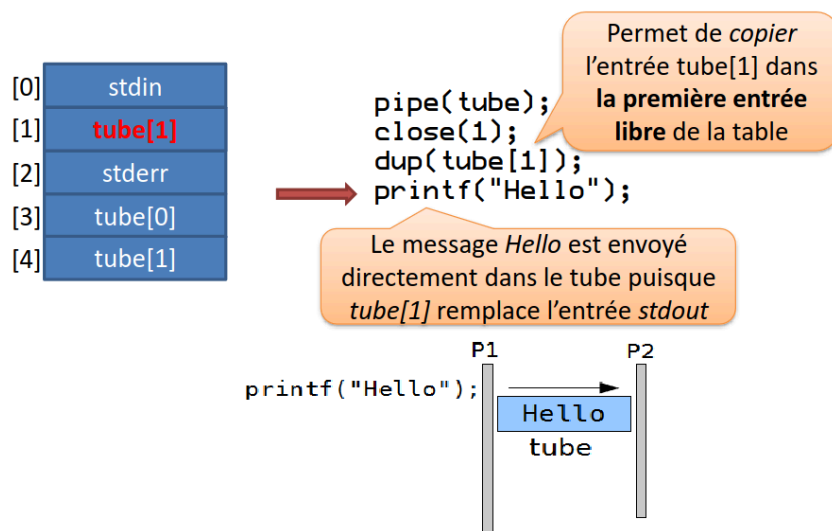 [0] stdin
[1] tube[1]
[2] stderr
[3] tube[0]
[4] tube[1]
pipe(tube);
close(1);
dup(tube[1]);
printf("Hello");
Permet de copier
l'entrée tube[1] dans
la première entrée
libre de la table
Le message Hello est envoyé
directement dans le tube puisque
tube[1] remplace l'entrée stdout
P1 P2
printf("Hello");
Hello
tube